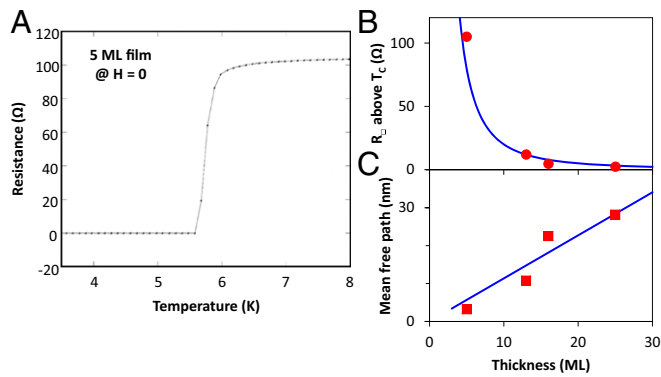 A
5 ML film
@ H = 0
120
100
80
60
40
20
0
-20
4
5
6
7
8
Resistance (Ω)
Temperature (K)
B
100
50
0
R□ above TC (Ω)
C
30
0
Mean free path (nm)
0
10
20
30
Thickness (ML)